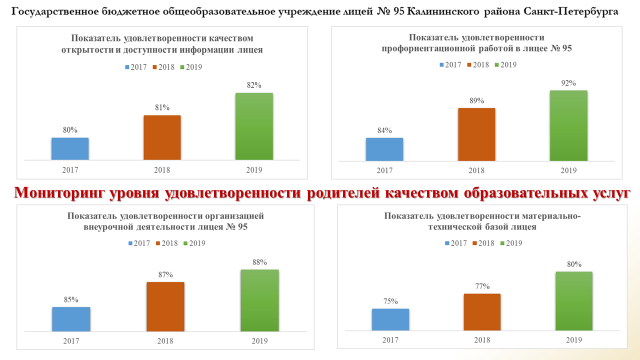 Государственное бюджетное общеобразовательное учреждение лицей № 95 Калининского района Санкт-Петербурга
Показатель удовлетворенности качеством
открытости и доступности информации лицея
2017 2018 2019
80%
81%
82%
2017 2018 2019
Показатель удовлетворенности
профориентационной работой в лицее № 95
2017 2018 2019
84%
89%
92%
2017 2018 2019
Мониторинг уровня удовлетворенности родителей качеством образовательных услуг
Показатель удовлетворенности организацией
внеурочной деятельности лицея № 95
2017 2018 2019
85%
87%
88%
2017 2018 2019
Показатель удовлетворенности материально-
технической базой лицея
2017 2018 2019
75%
77%
80%
2017 2018 2019